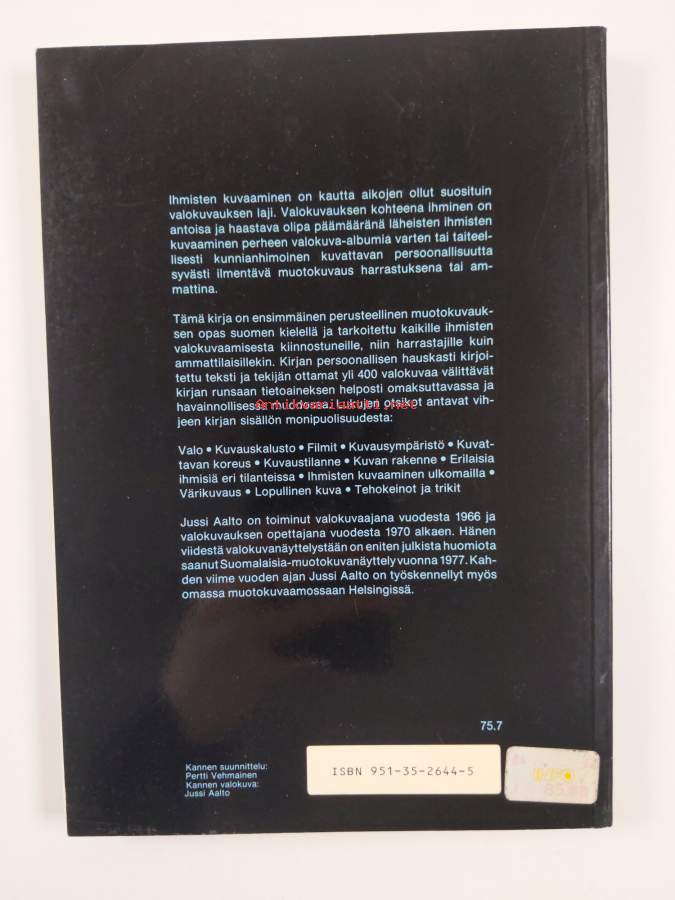 Ihmisten kuvaaminen on kautta aikojen ollut suosituin
valokuvauksen laji. Valokuvauksen kohteena ihminen on
antoisa ja haastava olipa päämääränä läheisten ihmisten
kuvaaminen perheen valokuva-albumia varten tai taiteel-
lisesti kunnianhimoinen kuvattavan persoonallisuutta
syvästi ilmentävä muotokuvaus harrastuksena tai am-
mattina.
Tämä kirja on ensimmäinen perusteellinen muotokuvauk-
sen opas suomen kielellä ja tarkoitettu kaikille ihmisten
valokuvaamisesta kiinnostuneille, niin harrastajille kuin
ammattilaisillekin. Kirjan persoonallisen hauskasti kirjoi-
tettu teksti ja tekijän ottamat yli 400 valokuvaa välittävät
kirjan runsaan tietoaineksen helposti omaksuttavassa ja
havainnollisessa muodossa. Lukujen otsikot antavat vih-
jeen kirjan sisällön monipuolisuudesta:
Valo • Kuvauskalusto • Filmit • Kuvausympäristö • Kuvat-
tavan koreus • Kuvaustilanne • Kuvan rakenne • Erilaisia
ihmisiä eri tilanteissa • Ihmisten kuvaaminen ulkomailla •
Värikuvaus • Lopullinen kuva • Tehokeinot ja trikit
Jussi Aalto on toiminut valokuvaajana vuodesta 1966 ja
valokuvauksen opettajana vuodesta 1970 alkaen. Hänen
viidestä valokuvanäyttelystään on eniten julkista huomiota
saanut Suomalaisia-muotokuvanäyttely vuonna 1977. Kah-
den viime vuoden ajan Jussi Aalto on työskennellyt myös
omassa muotokuvaamossaan Helsingissä.
75.7
Kannen suunnittelu:
Pertti Vehmainen
Kannen valokuva:
Jussi Aalto
ISBN 951-35-2644-5